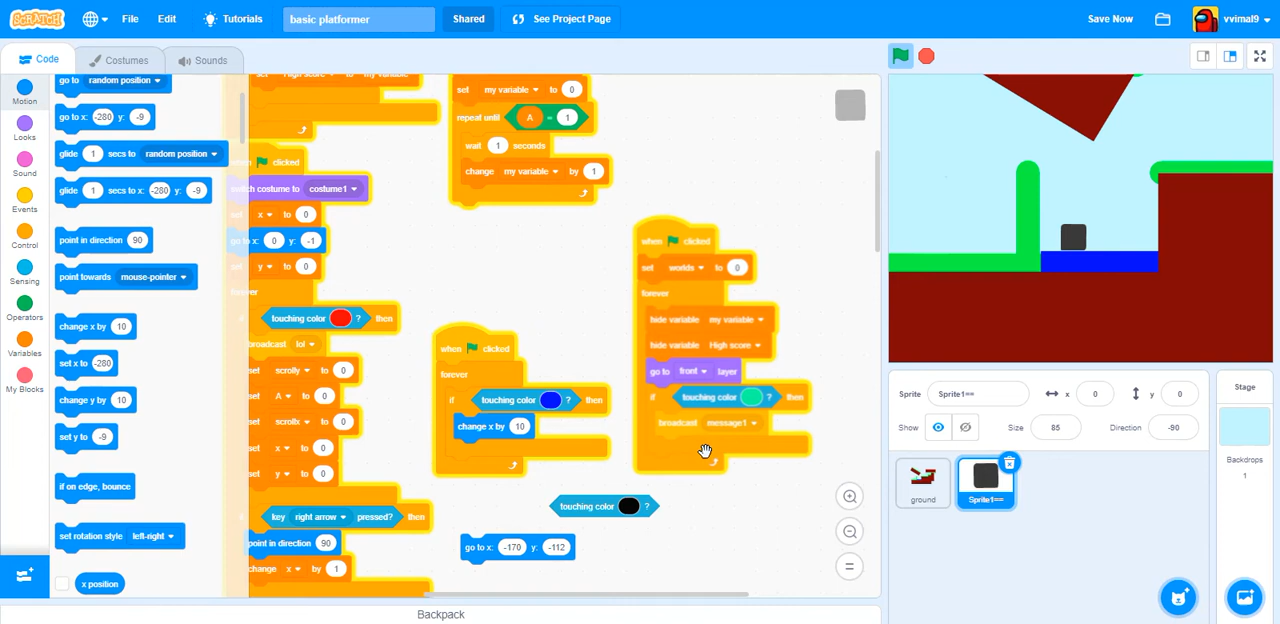 SCRATCH File Edit Tutorials basic platformer Shared See Project Page Save Now vvimal9
Code Costumes Sounds
Motion
Looks
Sound
Events
Control
Sensing
Operators
Variables
My Blocks
go to random position
go to x: -280 y: -9
glide 1 secs to random position
glide 1 secs to x: -280 y: -9
point in direction 90
point towards mouse-pointer
change x by 10
set x to -280
change y by 10
set y to -9
if on edge, bounce
set rotation style left-right
x position
set High score to my variable
when clicked
switch costume to costume1
set x to 0
go to x: 0 y: -1
set y to 0
forever
if touching color ? then
broadcast lol
set scrolly to 0
set A to 0
set scrollx to 0
set x to 0
set y to 0
if key right arrow pressed? then
point in direction 90
change x by 1
set my variable to 0
repeat until A = 1
wait 1 seconds
change my variable by 1
when clicked
forever
if touching color ? then
change x by 10
touching color ?
go to x: -170 y: -112
when clicked
set worlds to 0
forever
hide variable my variable
hide variable High score
go to front layer
if touching color ? then
broadcast message1
Backpack
Sprite Sprite1== x 0 y 0
Show Size 85 Direction -90
ground
Sprite1==
Stage
Backdrops
1